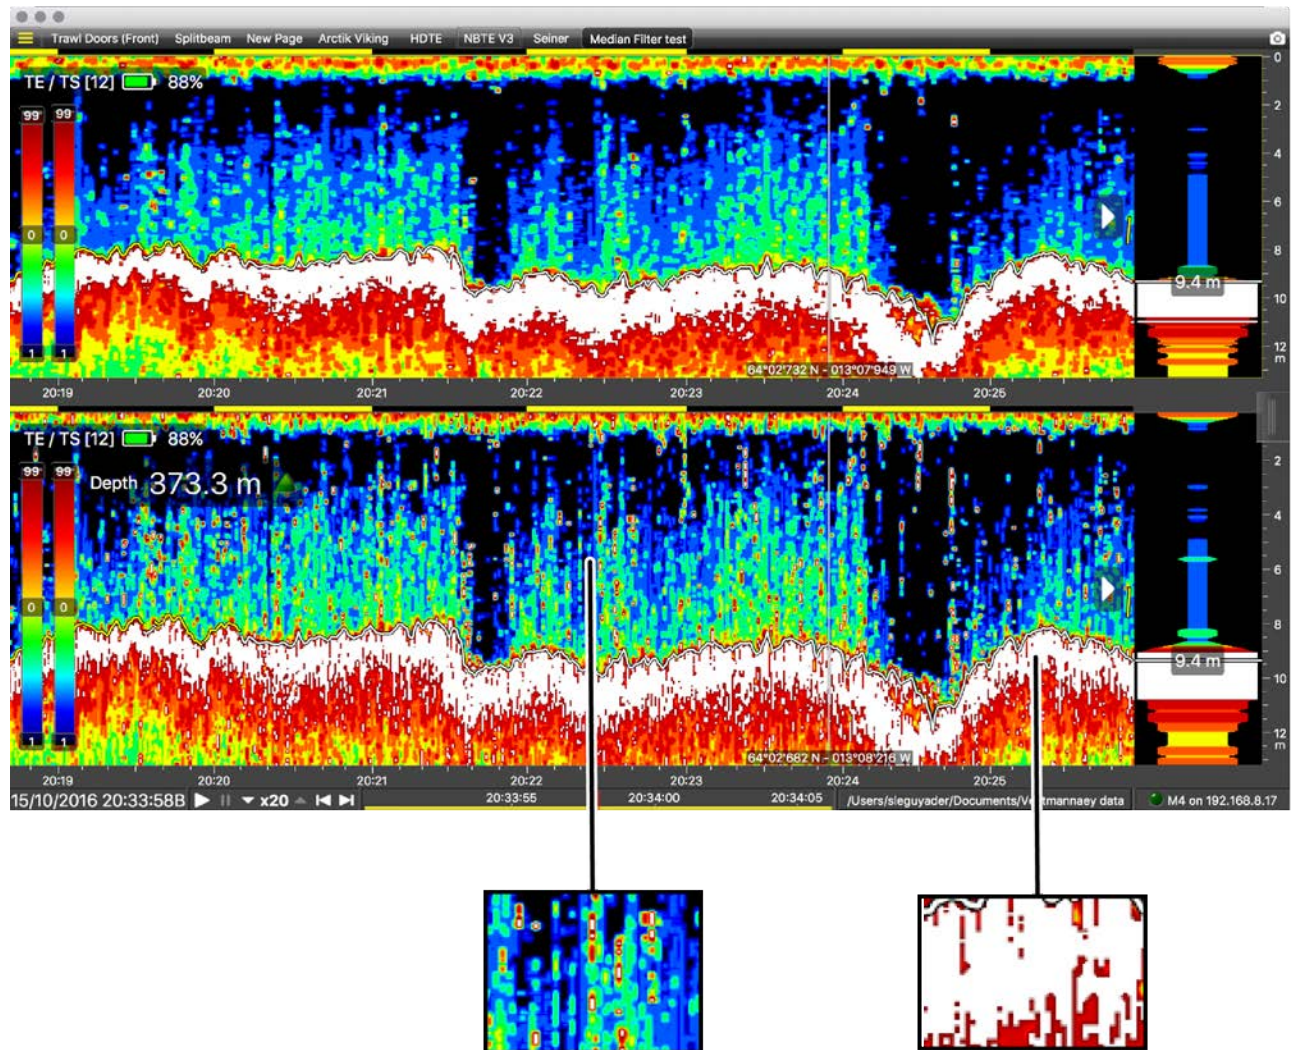 Trawl Doors (Front) Splitbeam New Page Arctik Viking HDTE NBTE V3 Seiner Median Filter test
TE / TS [12] 88%
99 99
0 0
1 1
0
2
4
6
8
10
12
m
9.4 m
64°02'732 N - 013°07'949 W
20:19 20:20 20:21 20:22 20:23 20:24 20:25
TE / TS [12] 88%
99 99
Depth 373.3 m
0 0
1 1
2
4
6
8
10
12
m
9.4 m
64°02'682 N - 013°08'216 W
20:19 20:20 20:21 20:22 20:23 20:24 20:25
15/10/2016 20:33:58B x20 20:33:55 20:34:00 20:34:05 /Users/sleguyader/Documents/ mannaey data M4 on 192.168.8.17